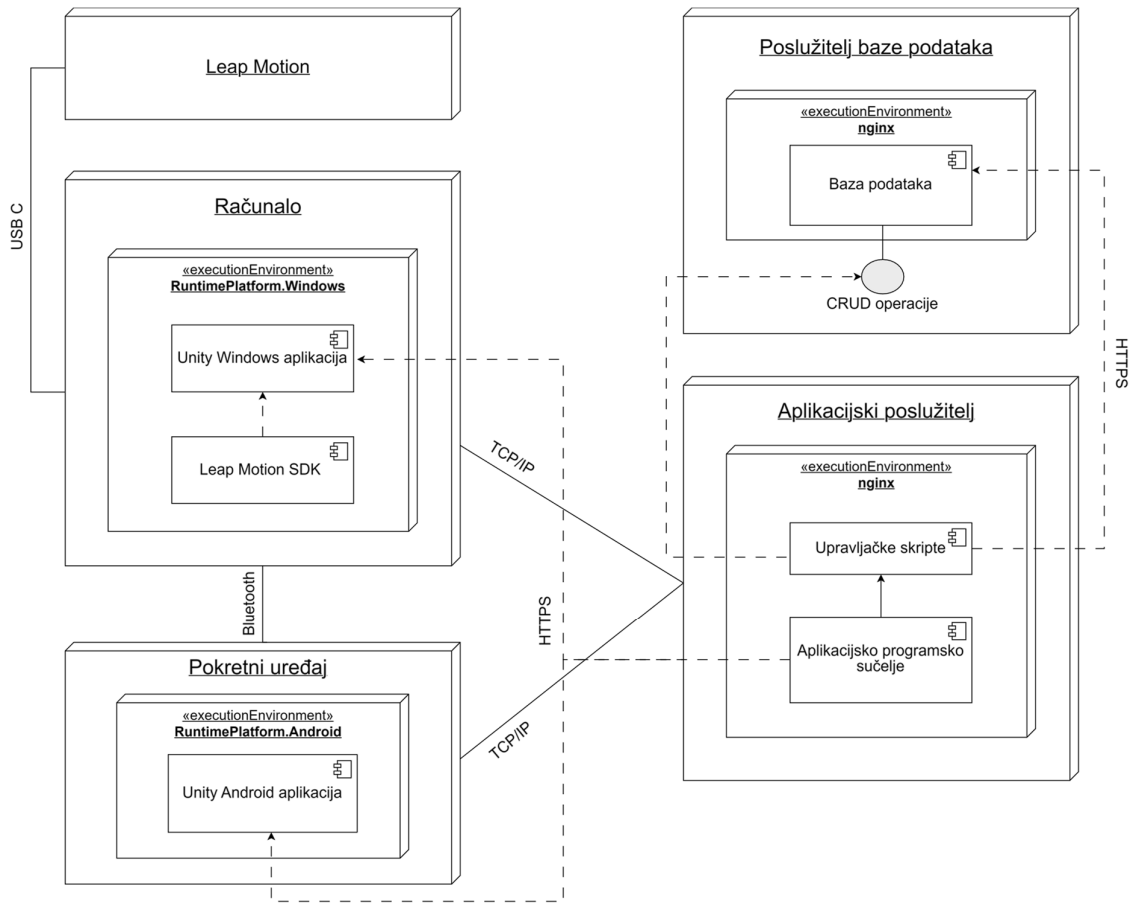 Leap Motion
USB C
Računalo
«executionEnvironment»
RuntimePlatform.Windows
Unity Windows aplikacija
Leap Motion SDK
Bluetooth
Pokretni uređaj
«executionEnvironment»
RuntimePlatform.Android
Unity Android aplikacija
TCP/IP
HTTPS
TCP/IP
Poslužitelj baze podataka
«executionEnvironment»
nginx
Baza podataka
CRUD operacije
HTTPS
Aplikacijski poslužitelj
«executionEnvironment»
nginx
Upravljačke skripte
Aplikacijsko programsko
sučelje